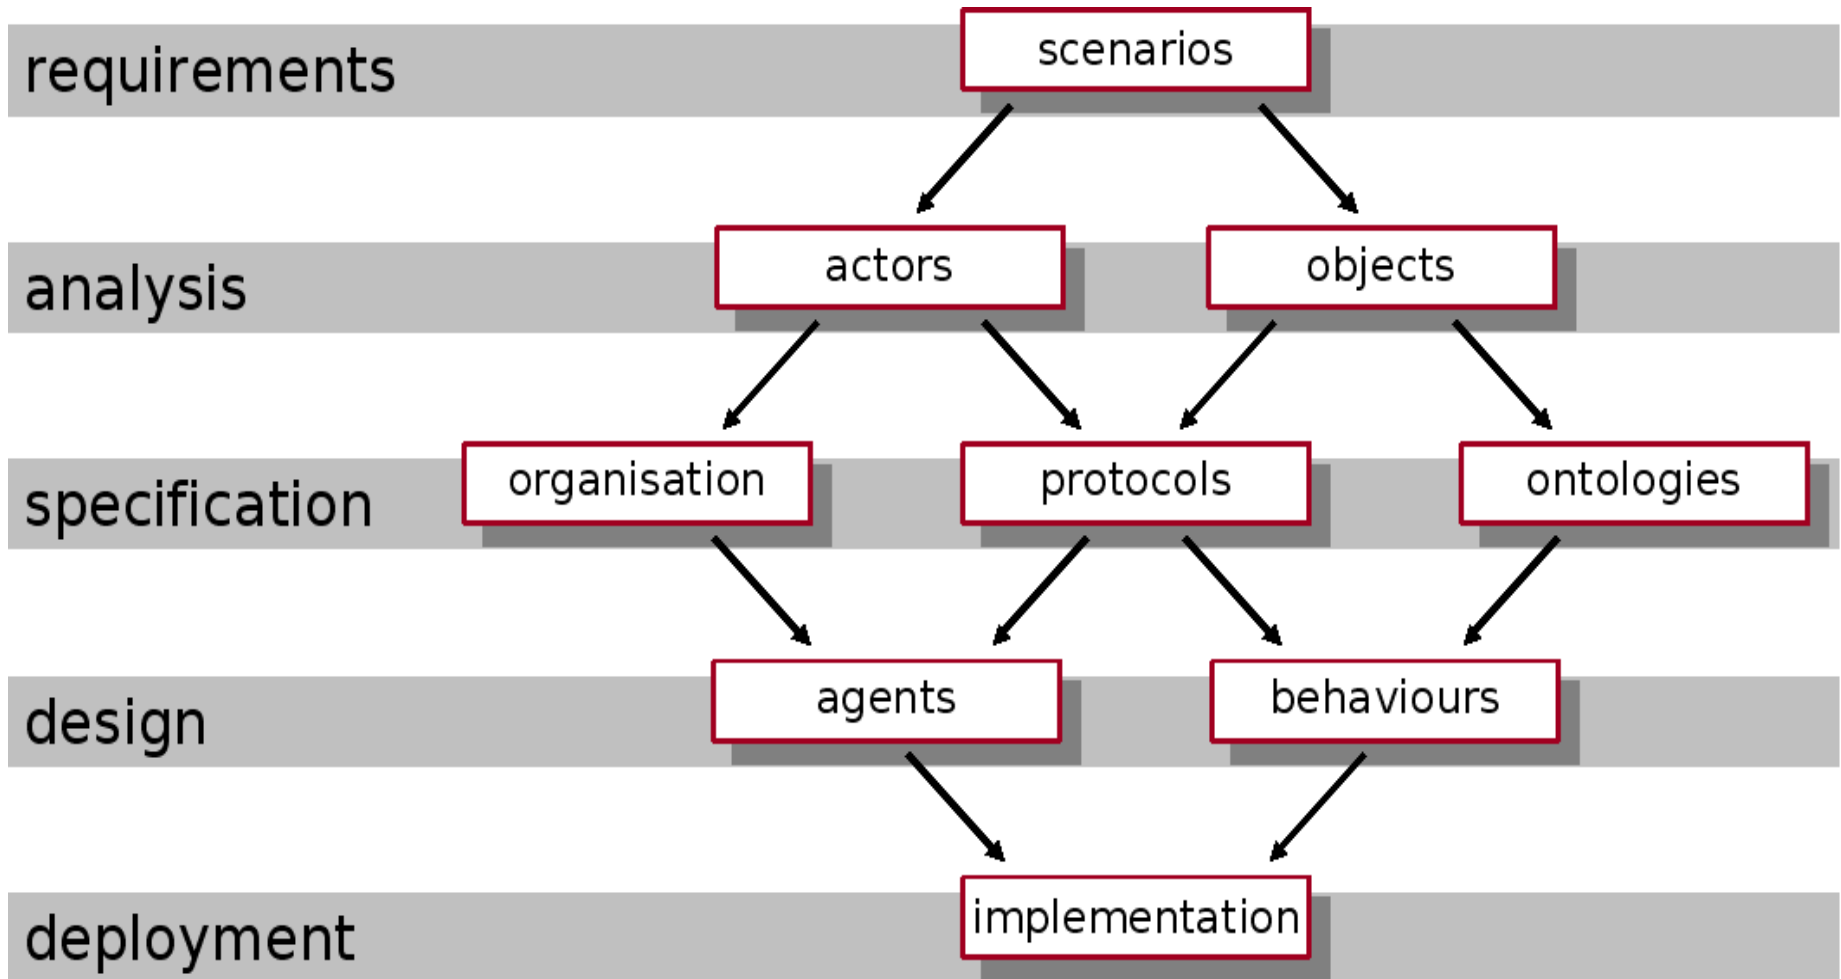 scenarios
requirements
actors
objects
analysis
organisation
protocols
ontologies
specification
agents
behaviours
design
implementation
deployment